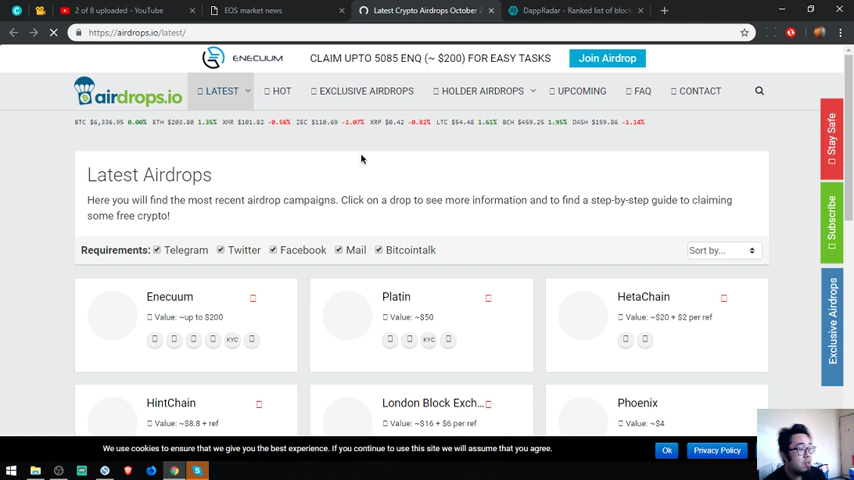 2 of 8 uploaded - YouTube
EOS market news
Latest Crypto Airdrops October 2
DappRadar - Ranked list of block
https://airdrops.io/latest/
ENECUUM CLAIM UPTO 5085 ENQ (~ $200) FOR EASY TASKS Join Airdrop
airdrops.io LATEST HOT EXCLUSIVE AIRDROPS HOLDER AIRDROPS UPCOMING FAQ CONTACT
BTC $6,336.95 0.00% ETH $203.80 1.35% XMR $101.82 -0.58% ZEC $110.69 -1.07% XRP $0.42 -0.82% LTC $54.48 1.61% BCH $459.25 1.95% DASH $159.86 -1.14%
Stay Safe
Subscribe
Exclusive Airdrops
Latest Airdrops
Here you will find the most recent airdrop campaigns. Click on a drop to see more information and to find a step-by-step guide to claiming
some free crypto!
Requirements: Telegram Twitter Facebook Mail Bitcointalk Sort by...
Enecuum
Value: ~up to $200
KYC
Platin
Value: ~$50
KYC
HetaChain
Value: ~$20 + $2 per ref
HintChain
Value: ~$8.8 + ref
London Block Exch...
Value: ~$16 + $6 per ref
Phoenix
Value: ~$4
We use cookies to ensure that we give you the best experience. If you continue to use this site we will assume that you agree. Ok Privacy Policy